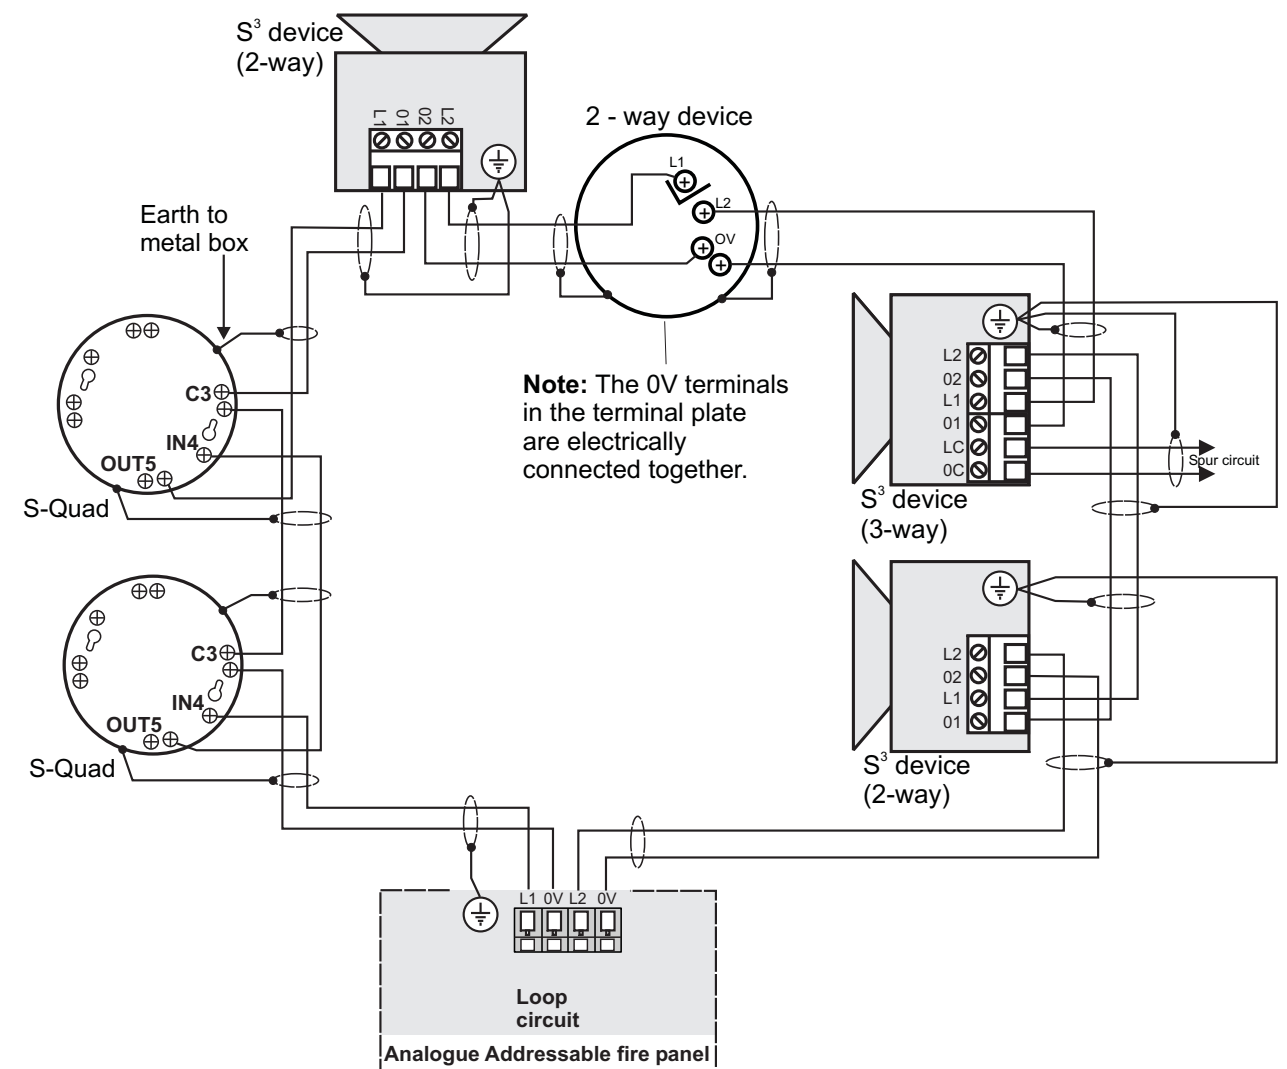 S³ device
(2-way)
L1 01 02 L2
2 - way device
L1
L2
OV
Earth to
metal box
C3
IN4
OUT5
S-Quad
Note: The 0V terminals
in the terminal plate
are electrically
connected together.
L2
02
L1
01
LC
0C
Spur circuit
S³ device
(3-way)
C3
IN4
OUT5
S-Quad
L2
02
L1
01
S³ device
(2-way)
L1 0V L2 0V
Loop
circuit
Analogue Addressable fire panel